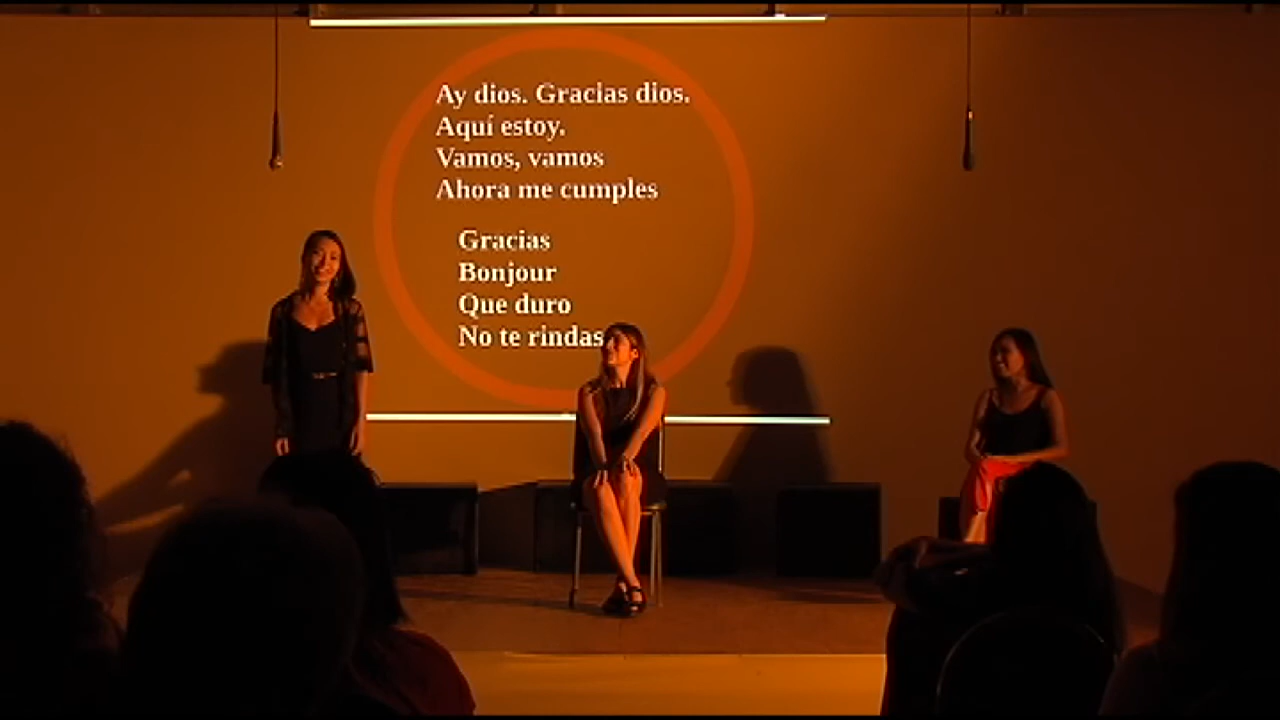 Ay dios. Gracias dios.
Aquí estoy.
Vamos, vamos
Ahora me cumples
Gracias
Bonjour
Que duro
No te rindas